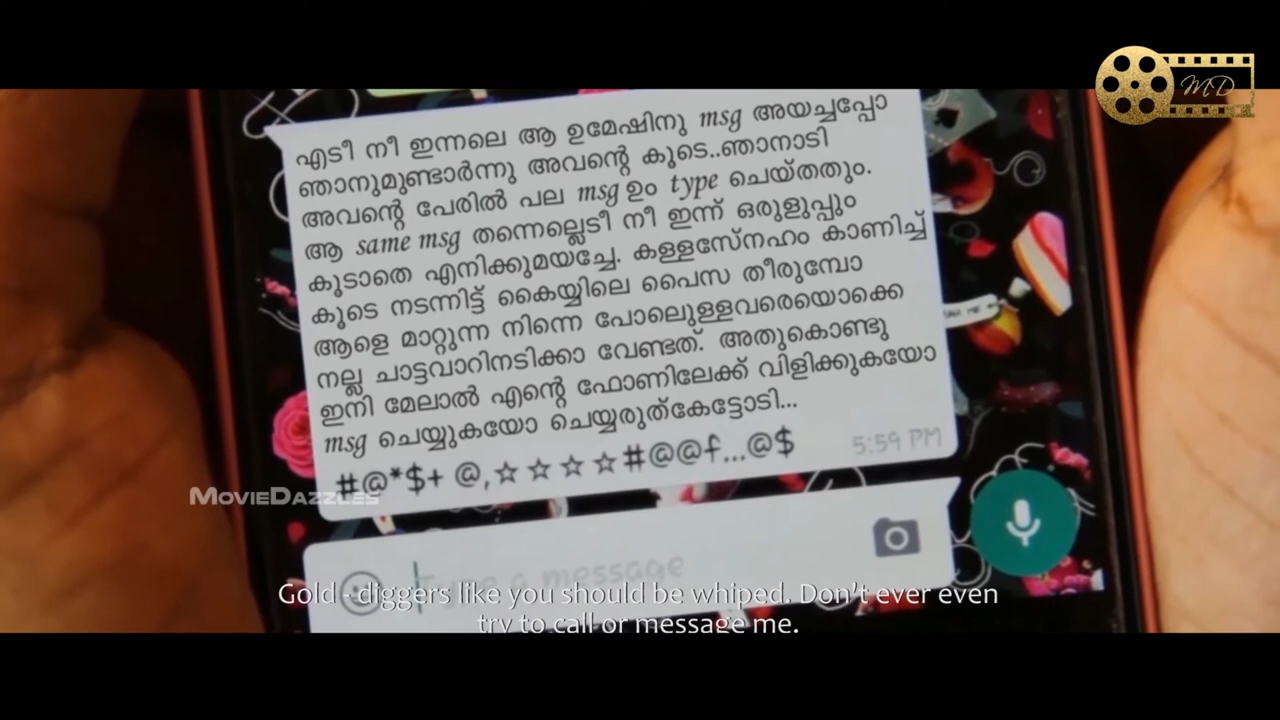 MD
എടീ നീ ഇന്നലെ ആ ഉമേഷിനു msg അയച്ചപ്പോ
ഞാനുമുണ്ടാർന്നു അവന്റെ കൂടെ..ഞാനാടി
അവന്റെ പേരിൽ പല msg ഉം type ചെയ്തതും.
ആ same msg തന്നെല്ലെടീ നീ ഇന്ന് ഒരുളുപ്പും
കൂടാതെ എനിക്കുമയച്ചേ. കള്ളസ്നേഹം കാണിച്ച്
കൂടെ നടന്നിട്ട് കൈയ്യിലെ പൈസ തീരുമ്പോ
ആളെ മാറ്റുന്ന നിന്നെ പോലെുള്ളവരെയൊക്കെ
നല്ല ചാട്ടവാറിനടിക്കാ വേണ്ടത്. അതുകൊണ്ടു
ഇനി മേലാൽ എന്റെ ഫോണിലേക്ക് വിളിക്കുകയോ
msg ചെയ്യുകയോ ചെയ്യരുത്കേട്ടോടി...
#@*$+ @,☆☆☆☆#@@f...@$
5:59 PM
MovieDazzles
Type a message
Gold - diggers like you should be whiped. Don't ever even
try to call or message me.